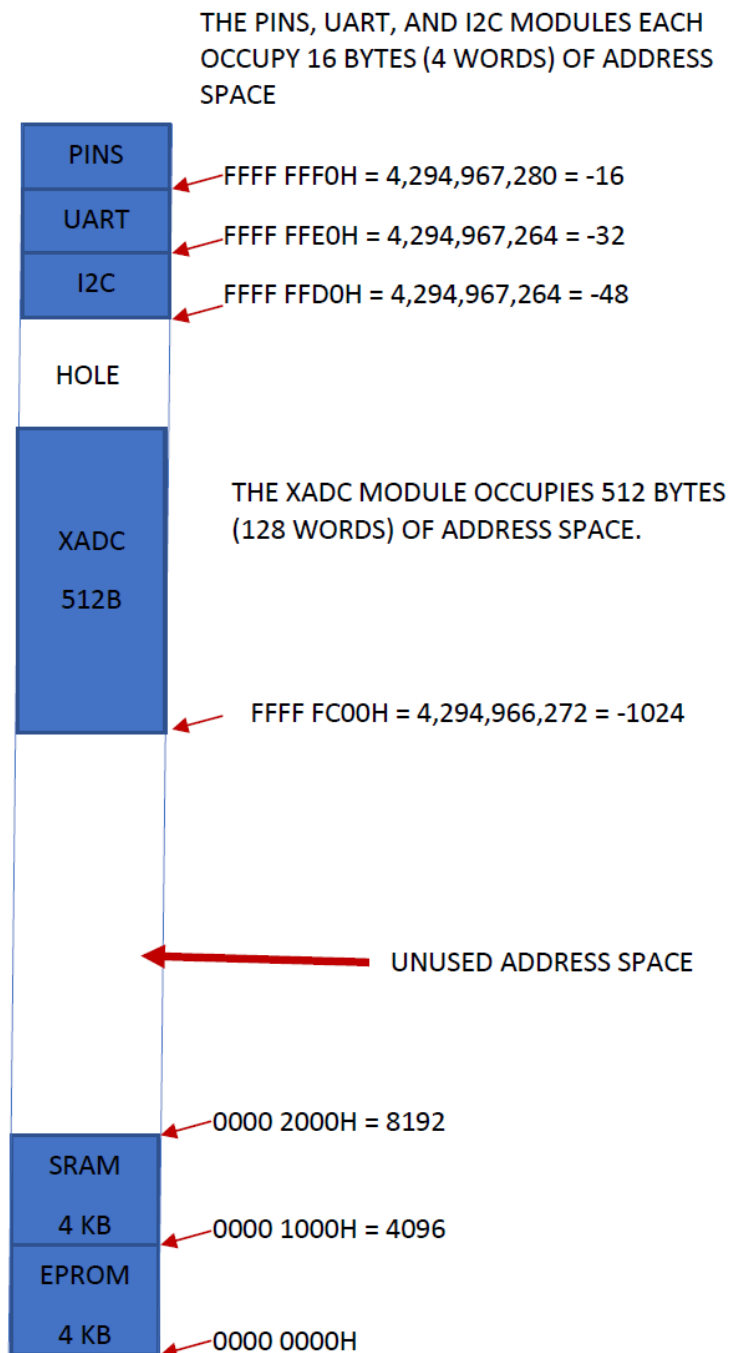 THE PINS, UART, AND I2C MODULES EACH
OCCUPY 16 BYTES (4 WORDS) OF ADDRESS
SPACE
PINS
FFFF FFF0H = 4,294,967,280 = -16
UART
FFFF FFE0H = 4,294,967,264 = -32
I2C
FFFF FFD0H = 4,294,967,264 = -48
HOLE
THE XADC MODULE OCCUPIES 512 BYTES
(128 WORDS) OF ADDRESS SPACE.
XADC
512B
FFFF FC00H = 4,294,966,272 = -1024
UNUSED ADDRESS SPACE
0000 2000H = 8192
SRAM
4 KB
0000 1000H = 4096
EPROM
4 KB
0000 0000H